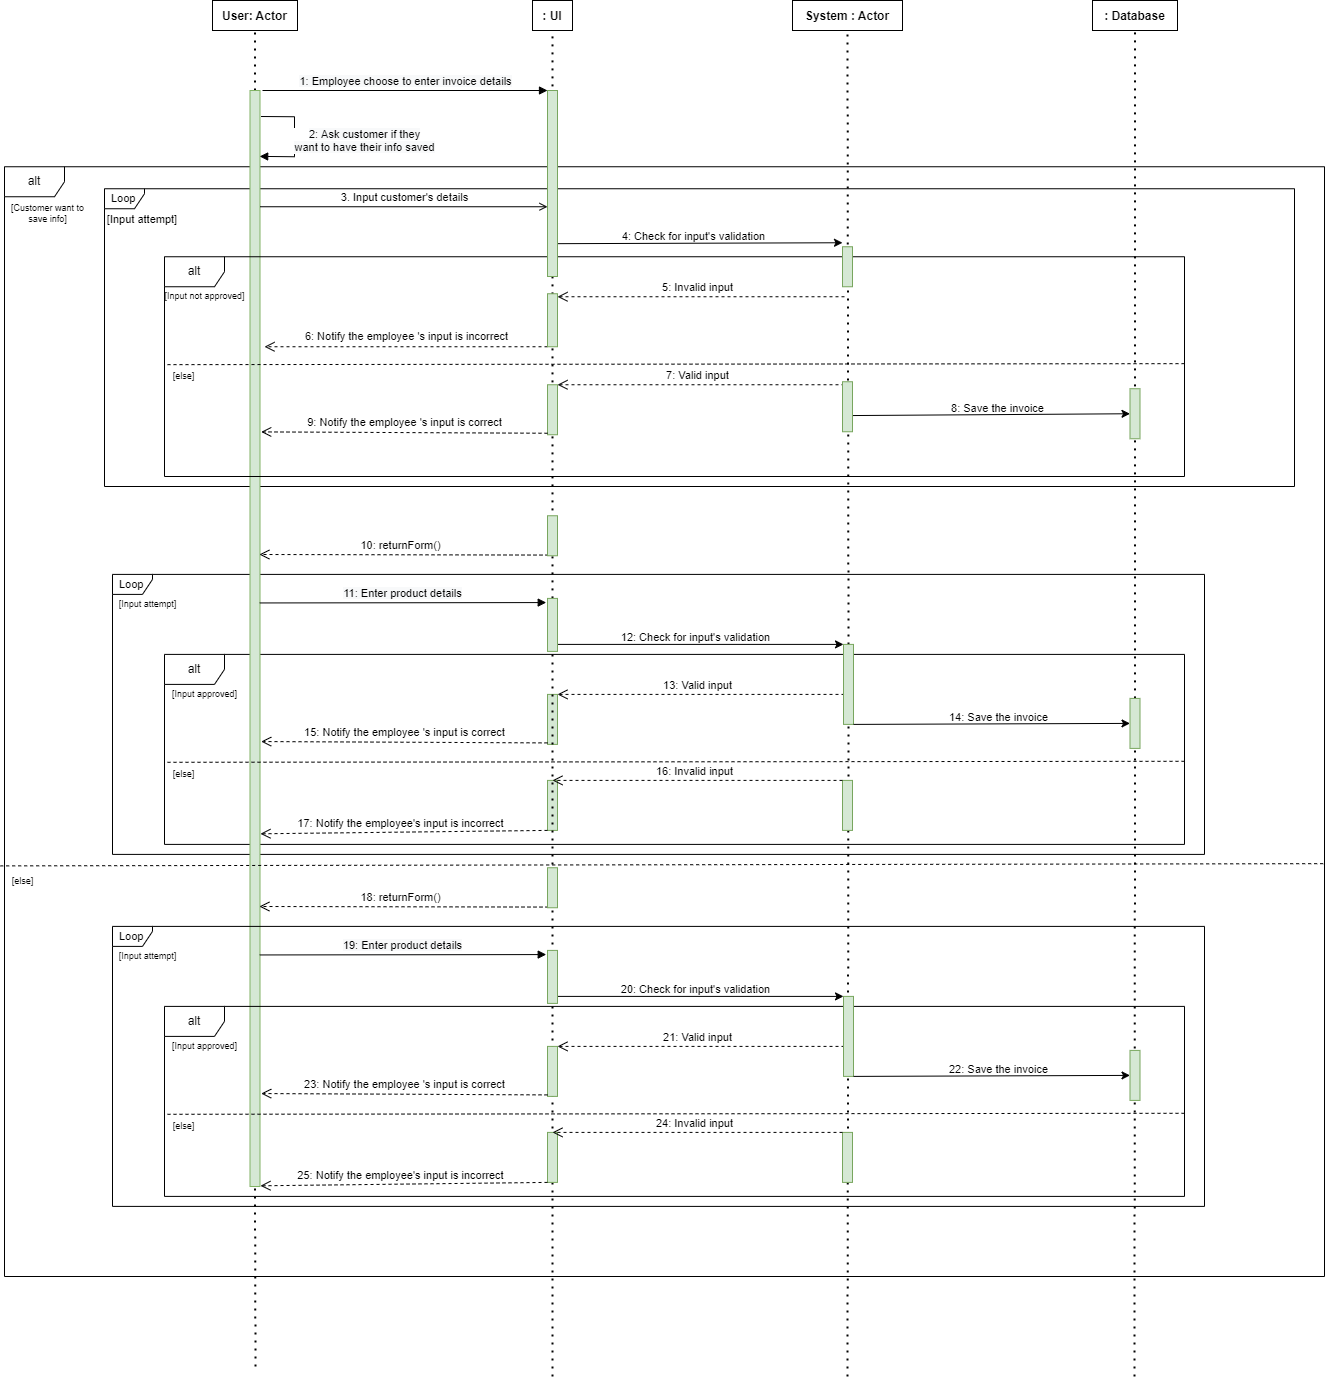 User: Actor
: UI
System : Actor
: Database
1: Employee choose to enter invoice details
2: Ask customer if they
want to have their info saved
alt
[Customer want to
save info]
Loop
[Input attempt]
3. Input customer's details
4: Check for input's validation
alt
[Input not approved]
5: Invalid input
6: Notify the employee 's input is incorrect
[else]
7: Valid input
8: Save the invoice
9: Notify the employee 's input is correct
10: returnForm()
Loop
[Input attempt]
11: Enter product details
12: Check for input's validation
alt
[Input approved]
13: Valid input
14: Save the invoice
15: Notify the employee 's input is correct
[else]
16: Invalid input
17: Notify the employee's input is incorrect
[else]
18: returnForm()
Loop
[Input attempt]
19: Enter product details
20: Check for input's validation
alt
[Input approved]
21: Valid input
22: Save the invoice
23: Notify the employee 's input is correct
[else]
24: Invalid input
25: Notify the employee's input is incorrect